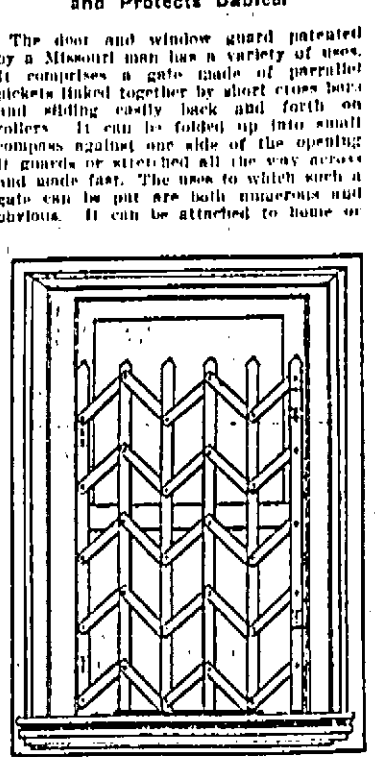 and Protects Babies.
The door and window guard patented
by a Missouri man has a variety of uses.
It comprises a gate made of parallel
pickets linked together by short cross bars
and sliding easily back and forth on
rollers. It can be folded up into small
compass against one side of the opening
it guards or stretched all the way across
and made fast. The uses to which such a
gate can be put are both numerous and
obvious. It can be attached to home or